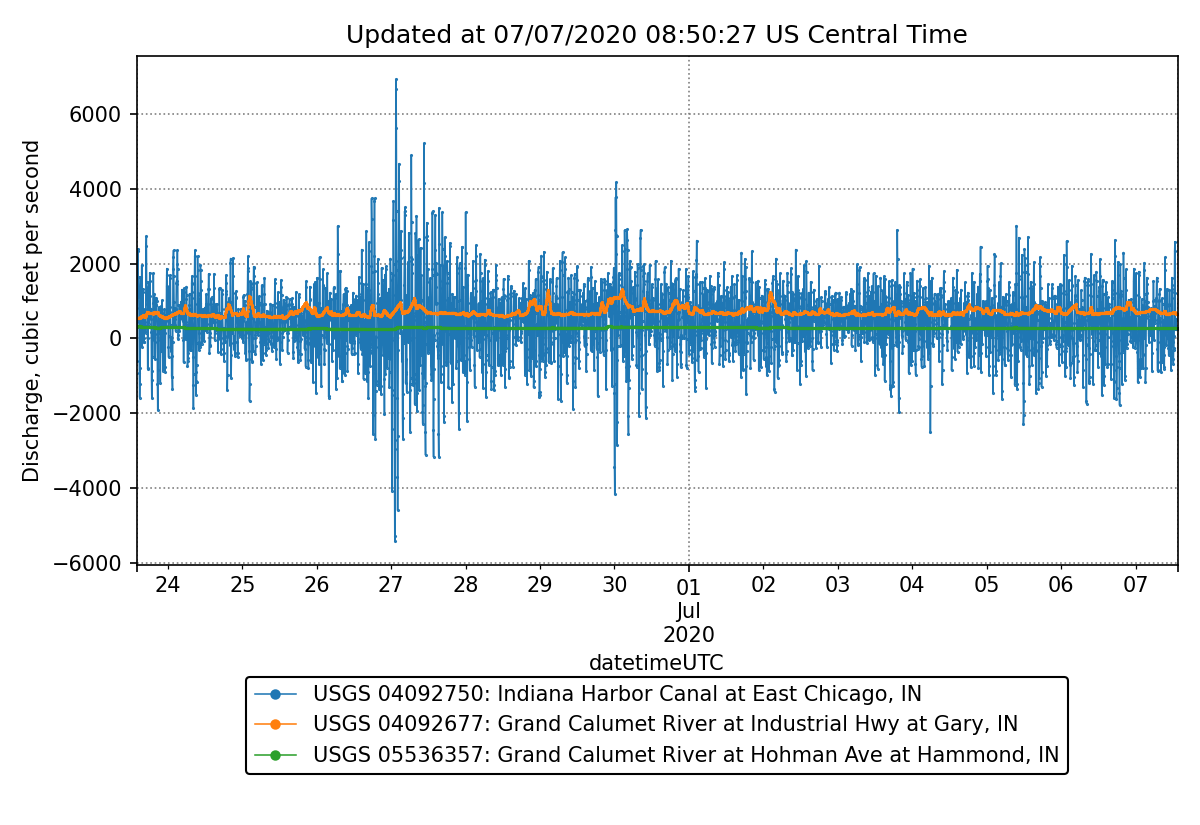 Updated at 07/07/2020 08:50:27 US Central Time
Discharge, cubic feet per second
6000
4000
2000
0
−2000
−4000
−6000
24 25 26 27 28 29 30 01 02 03 04 05 06 07
Jul
2020
datetimeUTC
USGS 04092750: Indiana Harbor Canal at East Chicago, IN
USGS 04092677: Grand Calumet River at Industrial Hwy at Gary, IN
USGS 05536357: Grand Calumet River at Hohman Ave at Hammond, IN